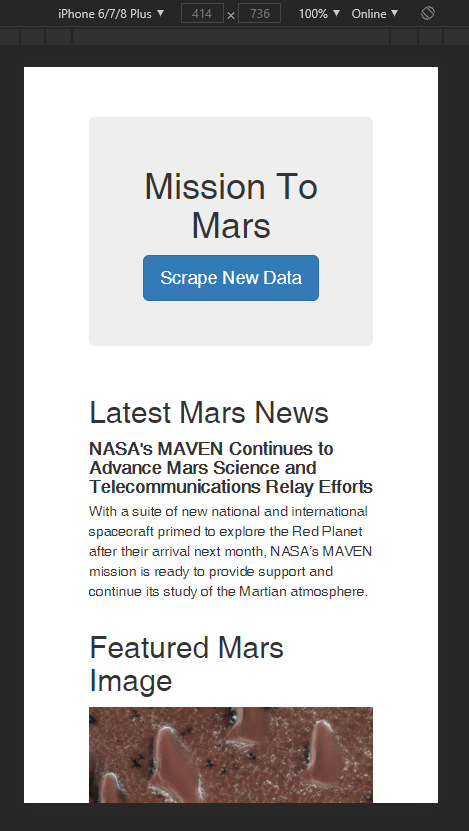 iPhone 6/7/8 Plus ▼ 414 × 736 100% ▼ Online ▼
Mission To
Mars
Scrape New Data
Latest Mars News
NASA's MAVEN Continues to
Advance Mars Science and
Telecommunications Relay Efforts
With a suite of new national and international
spacecraft primed to explore the Red Planet
after their arrival next month, NASA’s MAVEN
mission is ready to provide support and
continue its study of the Martian atmosphere.
Featured Mars
Image